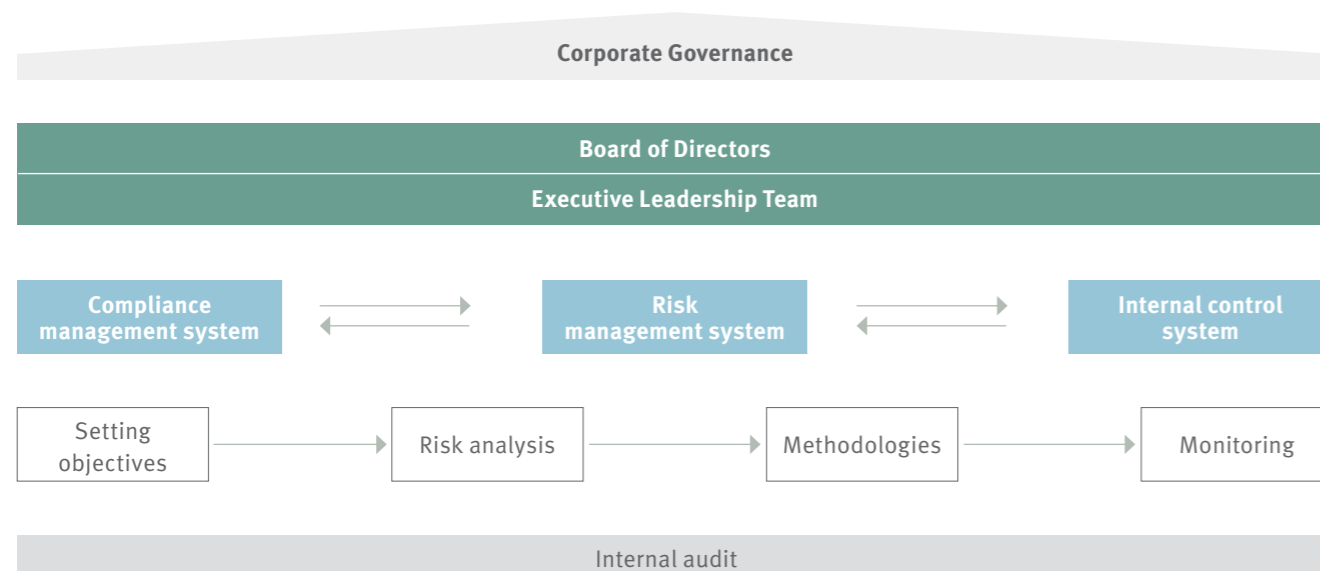 Corporate Governance
Board of Directors
Executive Leadership Team
Compliance
management system
Risk
management system
Internal control
system
Setting
objectives
Risk analysis
Methodologies
Monitoring
Internal audit